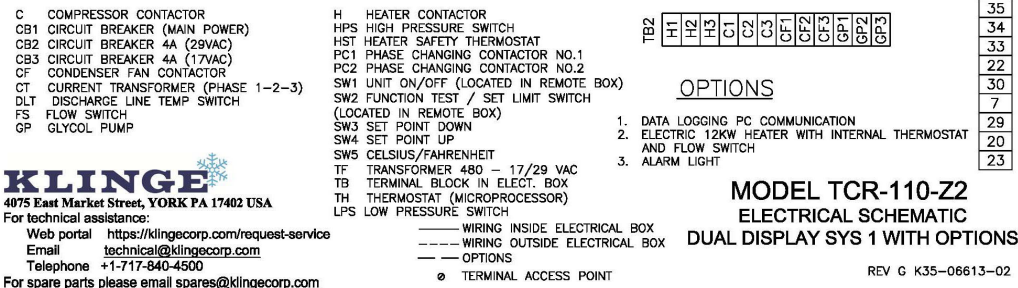 C COMPRESSOR CONTACTOR
CB1 CIRCUIT BREAKER (MAIN POWER)
CB2 CIRCUIT BREAKER 4A (29VAC)
CB3 CIRCUIT BREAKER 4A (17VAC)
CF CONDENSER FAN CONTACTOR
CT CURRENT TRANSFORMER (PHASE 1-2-3)
DLT DISCHARGE LINE TEMP SWITCH
FS FLOW SWITCH
GP GLYCOL PUMP
KLINGE
4075 East Market Street, YORK PA 17402 USA
For technical assistance:
Web portal https://klingecorp.com/request-service
Email technical@klingecorp.com
Telephone +1-717-840-4500
For spare parts please email spares@klingecorp.com
H HEATER CONTACTOR
HPS HIGH PRESSURE SWITCH
HST HEATER SAFETY THERMOSTAT
PC1 PHASE CHANGING CONTACTOR NO.1
PC2 PHASE CHANGING CONTACTOR NO.2
SW1 UNIT ON/OFF (LOCATED IN REMOTE BOX)
SW2 FUNCTION TEST / SET LIMIT SWITCH
(LOCATED IN REMOTE BOX)
SW3 SET POINT DOWN
SW4 SET POINT UP
SW5 CELSIUS/FAHRENHEIT
TF TRANSFORMER 480 - 17/29 VAC
TB TERMINAL BLOCK IN ELECT. BOX
TH THERMOSTAT (MICROPROCESSOR)
LPS LOW PRESSURE SWITCH
WIRING INSIDE ELECTRICAL BOX
WIRING OUTSIDE ELECTRICAL BOX
OPTIONS
TERMINAL ACCESS POINT
TB2 H1 H2 H3 C1 C2 C3 GF1 CF2 CF3 GP1 GP2 GP3
OPTIONS
1. DATA LOGGING PC COMMUNICATION
2. ELECTRIC 12KW HEATER WITH INTERNAL THERMOSTAT
AND FLOW SWITCH
3. ALARM LIGHT
35
34
33
22
30
7
29
20
23
MODEL TCR-110-Z2
ELECTRICAL SCHEMATIC
DUAL DISPLAY SYS 1 WITH OPTIONS
REV G K35-06613-02